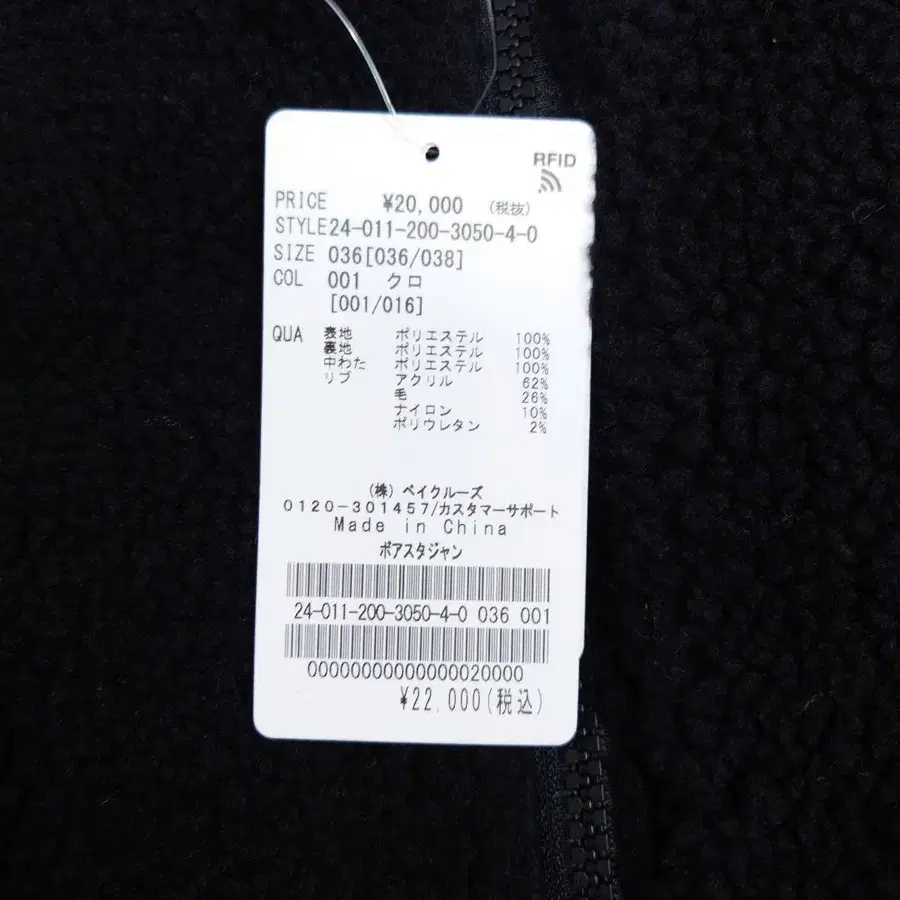 RFID
PRICE ¥20,000 (税抜)
STYLE24-011-200-3050-4-0
SIZE 036[036/038]
COL 001 クロ
[001/016]
QUA 表地 ポリエステル 100%
裏地 ポリエステル 100%
中わた ポリエステル 100%
リブ アクリル 62%
毛 26%
ナイロン 10%
ポリウレタン 2%
(株) ベイクルーズ
0120-301457/カスタマーサポート
Made in China
ボアスタジャン
24-011-200-3050-4-0 036 001
00000000000000020000
¥22,000(税込)